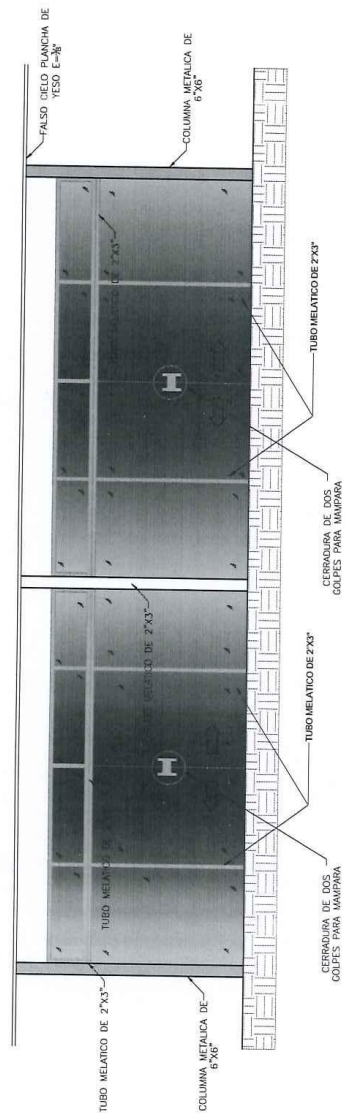 FALSO CIELO PLANCHA DE
YESO E=⅜"
COLUMNA METALICA DE
6"X6"
TUBO MELATICO DE 2"X3"
TUBO MELATICO DE 2"X3"
TUBO MELATICO DE 2"X3"
COLUMNA METALICA DE
6"X6"
H
H
TUBO MELATICO DE 2"X3"
TUBO MELATICO DE 2"X3"
CERRADURA DE DOS
GOLPES PARA MAMPARA
CERRADURA DE DOS
GOLPES PARA MAMPARA